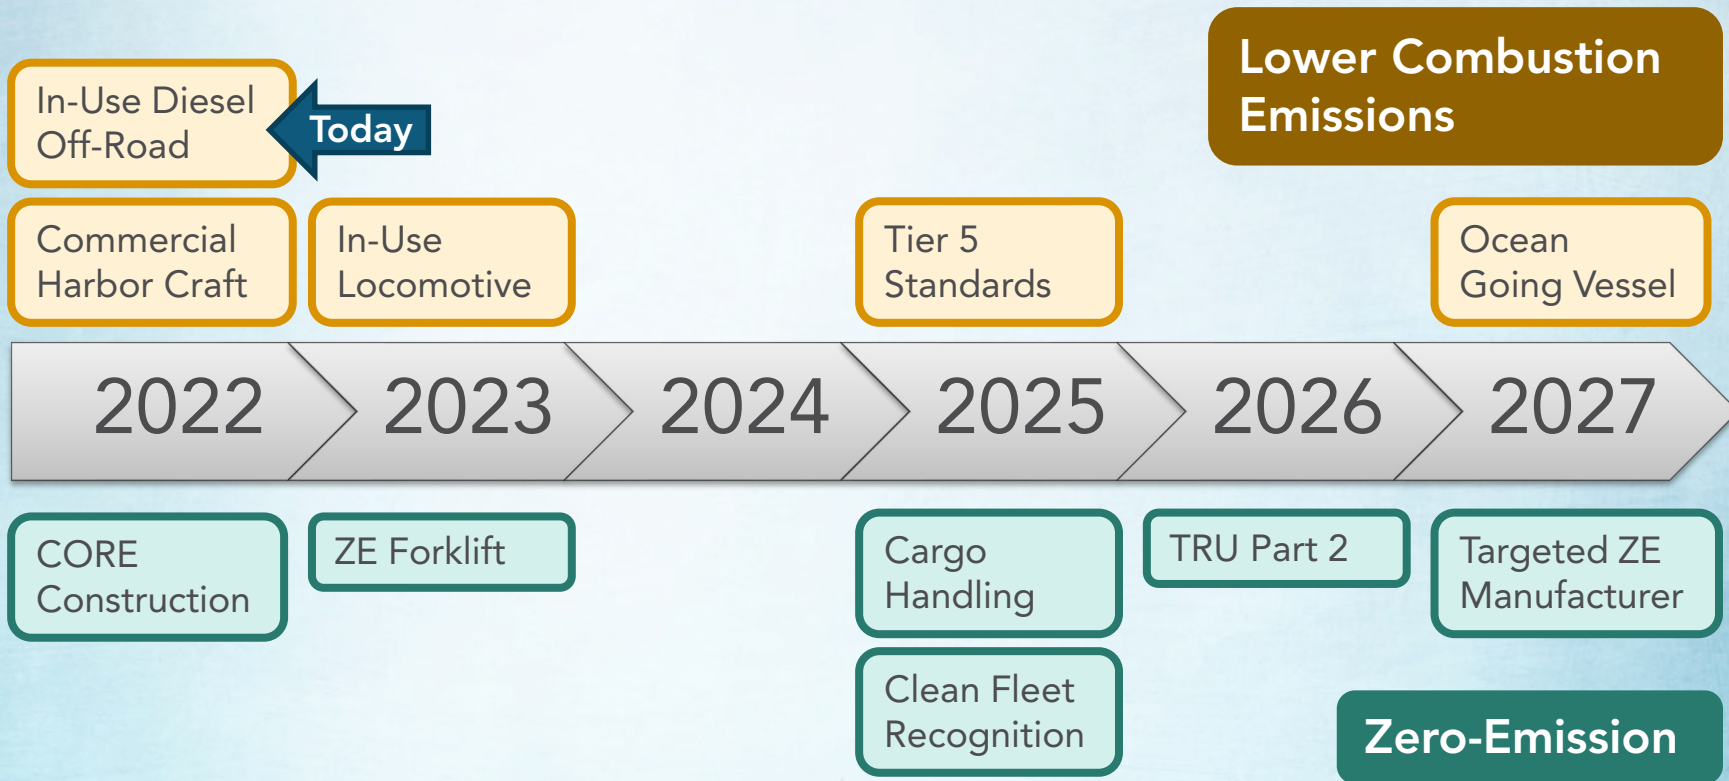 Lower Combustion
Emissions
In-Use Diesel
Off-Road
Today
Commercial
Harbor Craft
In-Use
Locomotive
Tier 5
Standards
Ocean
Going Vessel
2022
2023
2024
2025
2026
2027
CORE
Construction
ZE Forklift
Cargo
Handling
TRU Part 2
Targeted ZE
Manufacturer
Clean Fleet
Recognition
Zero-Emission